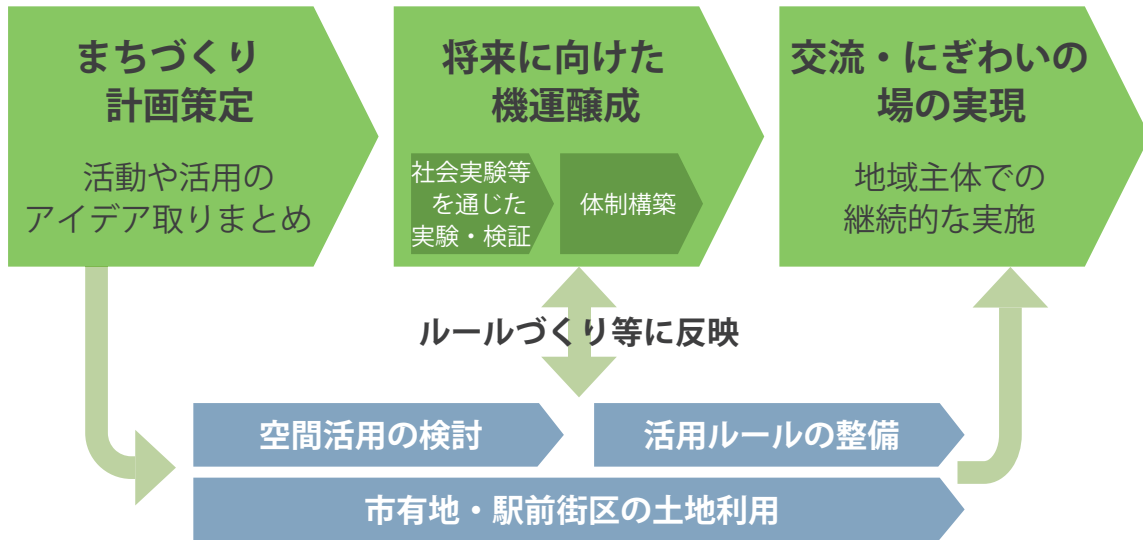 まちづくり
計画策定
活動や活用の
アイデア取りまとめ
将来に向けた
機運醸成
社会実験等
を通じた
実験・検証
体制構築
交流・にぎわいの
場の実現
地域主体での
継続的な実施
ルールづくり等に反映
空間活用の検討
活用ルールの整備
市有地・駅前街区の土地利用